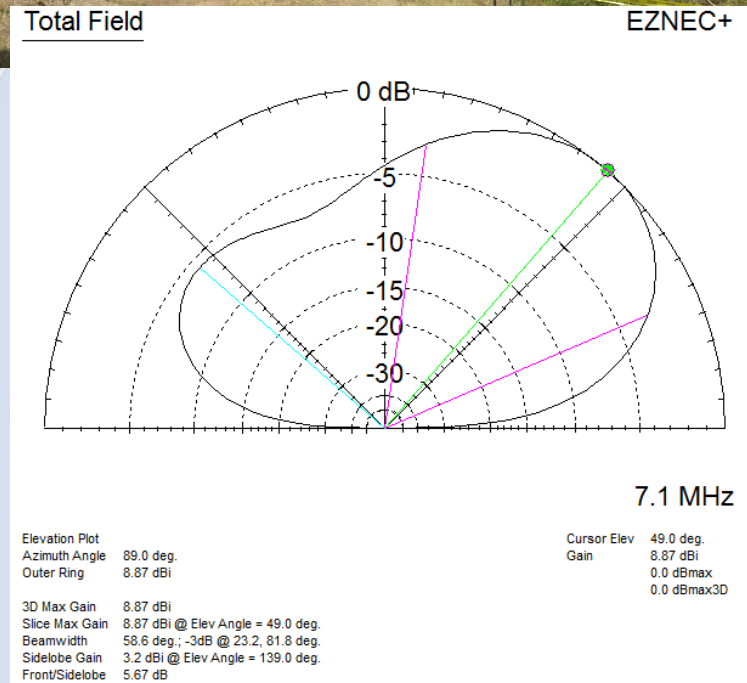 Total Field
EZNEC+
0 dB
-5
-10
-15
-20
-30
7.1 MHz
Elevation Plot
Azimuth Angle 89.0 deg.
Outer Ring 8.87 dBi
3D Max Gain 8.87 dBi
Slice Max Gain 8.87 dBi @ Elev Angle = 49.0 deg.
Beamwidth 58.6 deg.; -3dB @ 23.2, 81.8 deg.
Sidelobe Gain 3.2 dBi @ Elev Angle = 139.0 deg.
Front/Sidelobe 5.67 dB
Cursor Elev 49.0 deg.
Gain 8.87 dBi
0.0 dBmax
0.0 dBmax3D